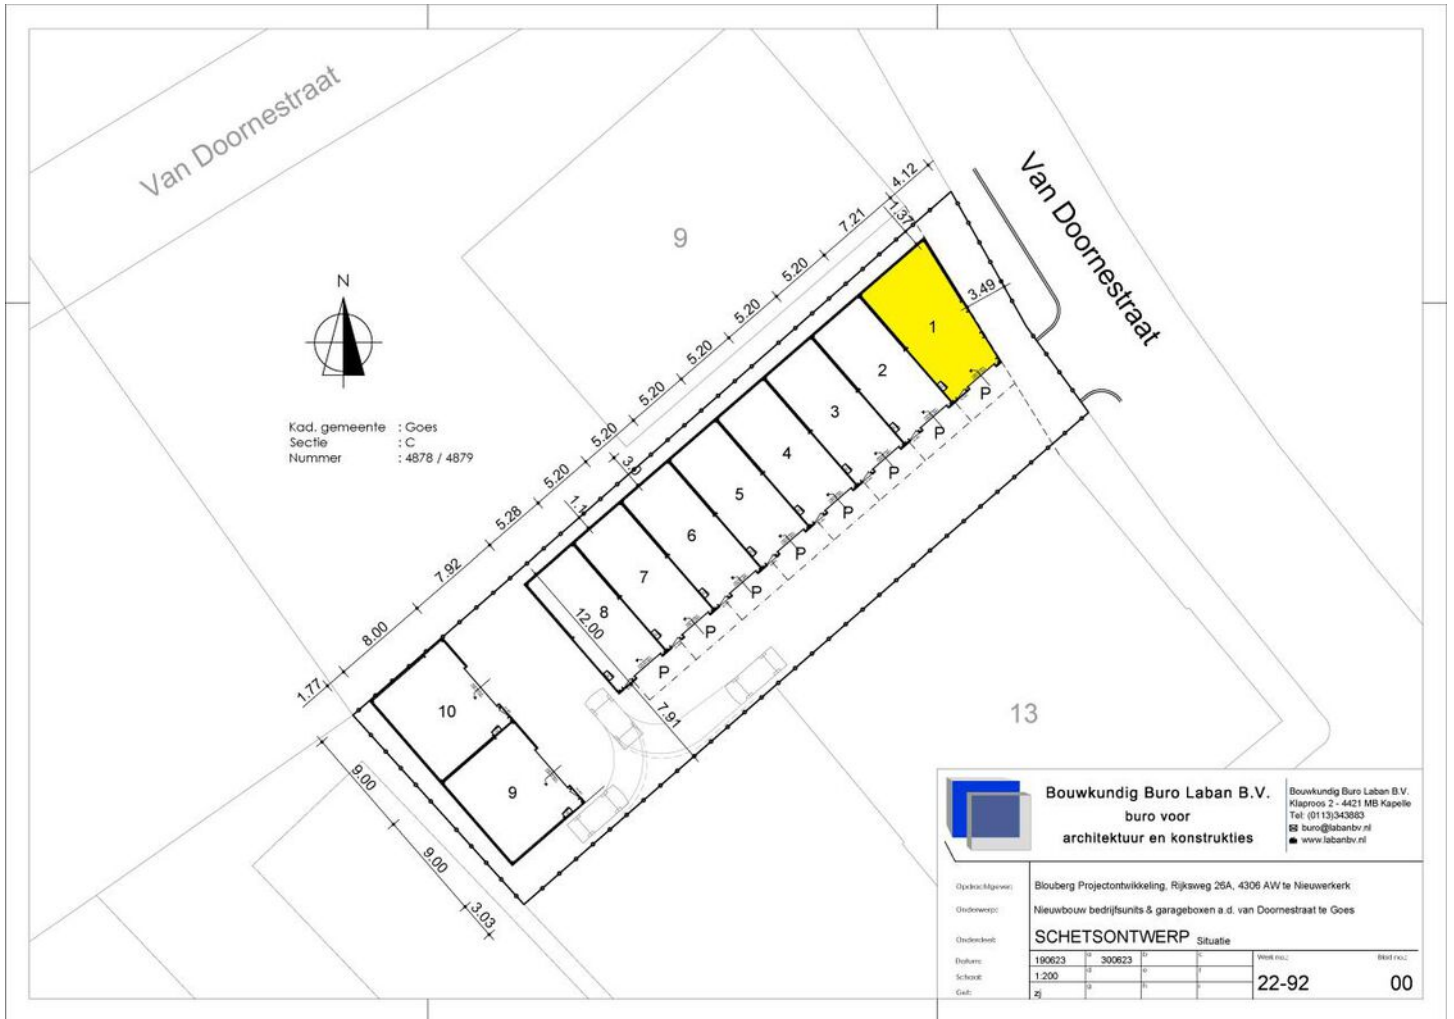 Van Doornestraat
Van Doornestraat
N
Kad. gemeente : Goes
Sectie : C
Nummer : 4878 / 4879
9
13
4.12
1.37
7.21
3.49
5.20
5.20
5.20
5.20
5.20
5.20
5.28
7.92
8.00
1.77
9.00
9.00
3.03
12.00
7.91
1
2
3
4
5
6
7
8
9
10
P
P
P
P
P
P
P
P
Bouwkundig Buro Laban B.V.
buro voor
architektuur en konstrukties
Bouwkundig Buro Laban B.V.
Klaproos 2 - 4421 MB Kapelle
Tel: (0113)343883
buro@labanbv.nl
www.labanbv.nl
Opdrachtgever: Blouberg Projectontwikkeling, Rijksweg 26A, 4306 AW te Nieuwerkerk
Onderwerp: Nieuwbouw bedrijfsunits & garageboxen a.d. van Doornestraat te Goes
Onderdeel: SCHETSONTWERP Situatie
Datum: 190623 a 300623 b c
Schaal: 1:200 d e f
Get.: zj g h i
Werk no.: 22-92
Blad no.: 00